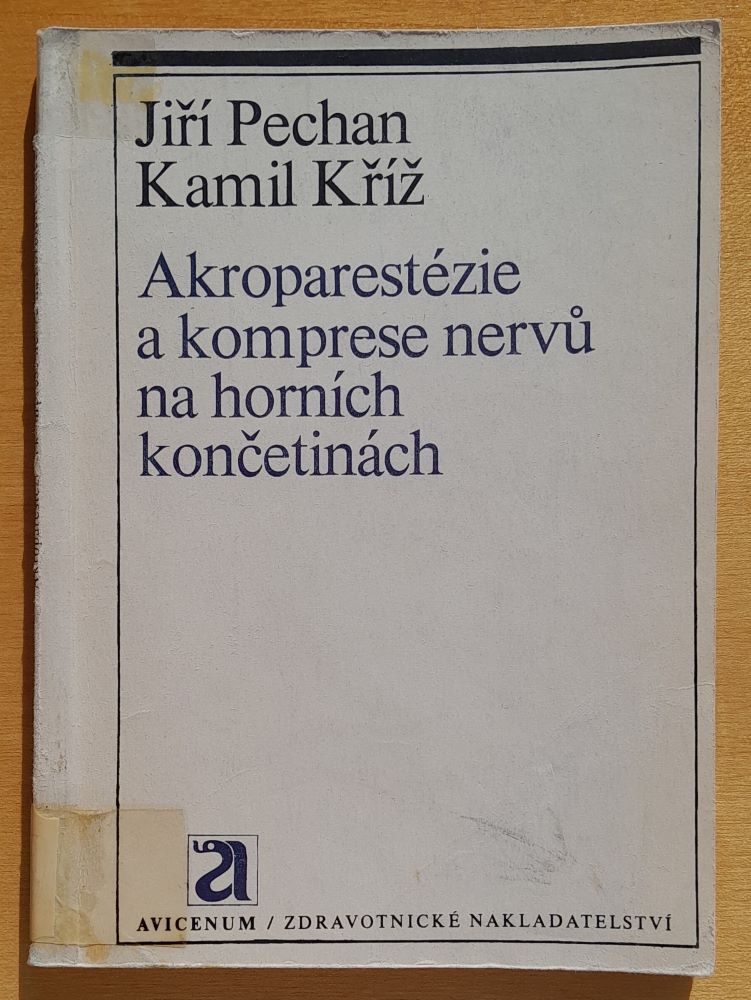 Jiří Pechan
Kamil Kříž
Akroparestézie
a komprese nervů
na horních
končetinách
AVICENUM / ZDRAVOTNICKÉ NAKLADATELSTVÍ